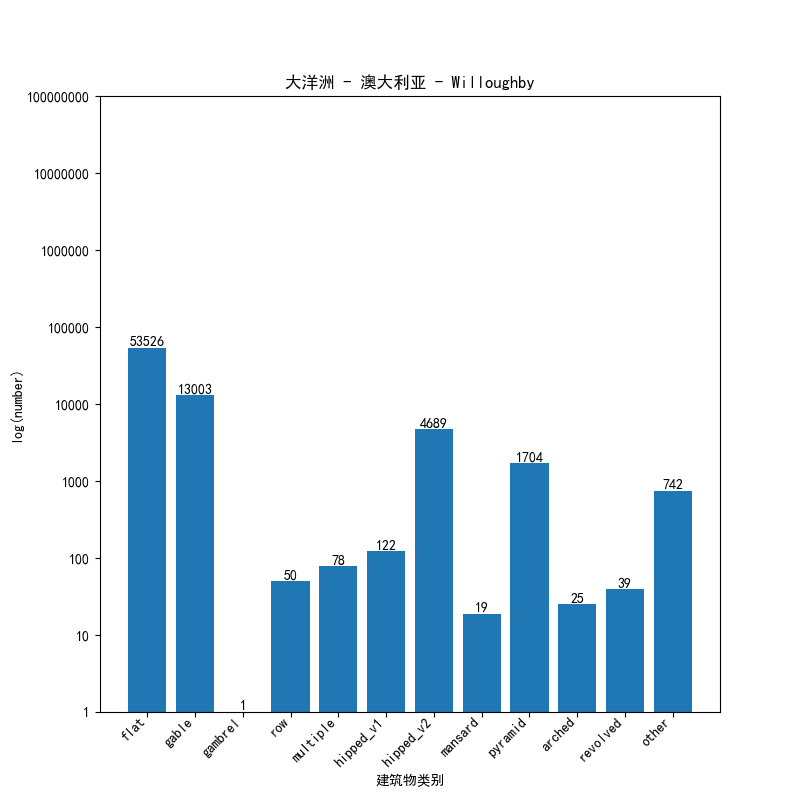 大洋洲 - 澳大利亚 - Willoughby
100000000
10000000
1000000
100000
10000
1000
100
10
1
log(number)
53526
13003
1
50
78
122
4689
19
1704
25
39
742
flat
gable
gambrel
row
multiple
hipped_v1
hipped_v2
mansard
pyramid
arched
revolved
other
建筑物类别